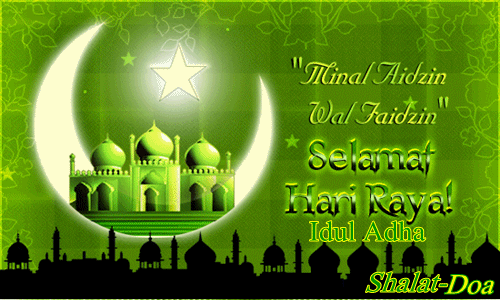 "Minal Aidzin
Wal Faidzin"
Selamat
Hari Raya!
Idul Adha
Shalat-Doa